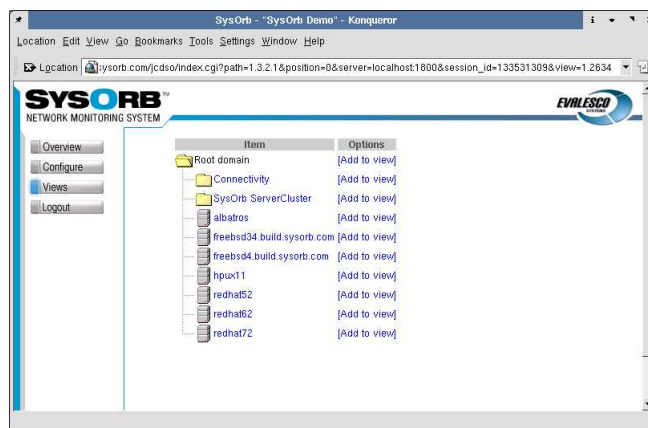 SysOrb - "SysOrb Demo" - Konqueror
Location Edit View Go Bookmarks Tools Settings Window Help
Location ysorb.com/jcdso/index.cgi?path=1.3.2.1&position=0&server=localhost:1800&session_id=133531309&view=1.2634
SYSORB™
NETWORK MONITORING SYSTEM
EVALESCO
SYSTEMS
Overview
Configure
Views
Logout
Item Options
Root domain [Add to view]
Connectivity [Add to view]
SysOrb ServerCluster [Add to view]
albatros [Add to view]
freebsd34.build.sysorb.com [Add to view]
freebsd4.build.sysorb.com [Add to view]
hpux11 [Add to view]
redhat52 [Add to view]
redhat62 [Add to view]
redhat72 [Add to view]